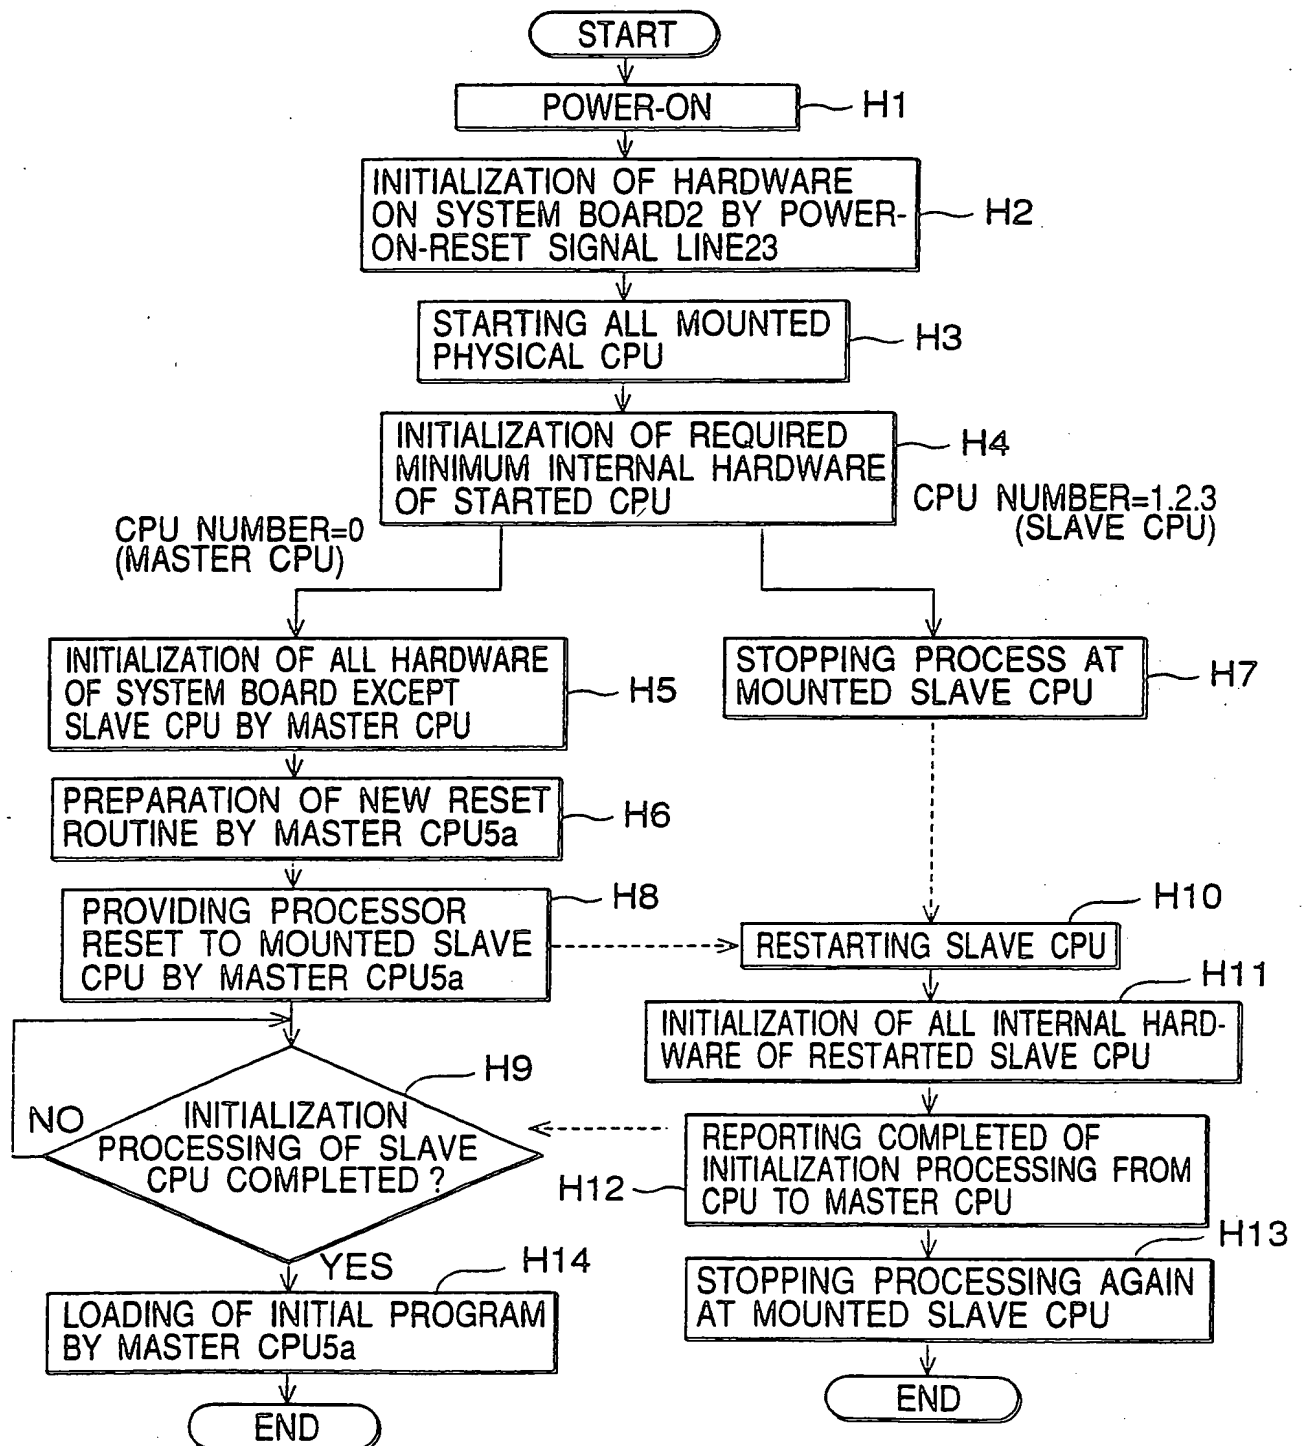 START
POWER-ON
H1
INITIALIZATION OF HARDWARE
ON SYSTEM BOARD2 BY POWER-
ON-RESET SIGNAL LINE23
H2
STARTING ALL MOUNTED
PHYSICAL CPU
H3
INITIALIZATION OF REQUIRED
MINIMUM INTERNAL HARDWARE
OF STARTED CPU
H4
CPU NUMBER=0
(MASTER CPU)
CPU NUMBER=1.2.3
(SLAVE CPU)
INITIALIZATION OF ALL HARDWARE
OF SYSTEM BOARD EXCEPT
SLAVE CPU BY MASTER CPU
H5
STOPPING PROCESS AT
MOUNTED SLAVE CPU
H7
PREPARATION OF NEW RESET
ROUTINE BY MASTER CPU5a
H6
PROVIDING PROCESSOR
RESET TO MOUNTED SLAVE
CPU BY MASTER CPU5a
H8
RESTARTING SLAVE CPU
H10
INITIALIZATION OF ALL INTERNAL HARD-
WARE OF RESTARTED SLAVE CPU
H11
INITIALIZATION
PROCESSING OF SLAVE
CPU COMPLETED ?
H9
NO
YES
REPORTING COMPLETED OF
INITIALIZATION PROCESSING FROM
CPU TO MASTER CPU
H12
STOPPING PROCESSING AGAIN
AT MOUNTED SLAVE CPU
H13
LOADING OF INITIAL PROGRAM
BY MASTER CPU5a
H14
END
END